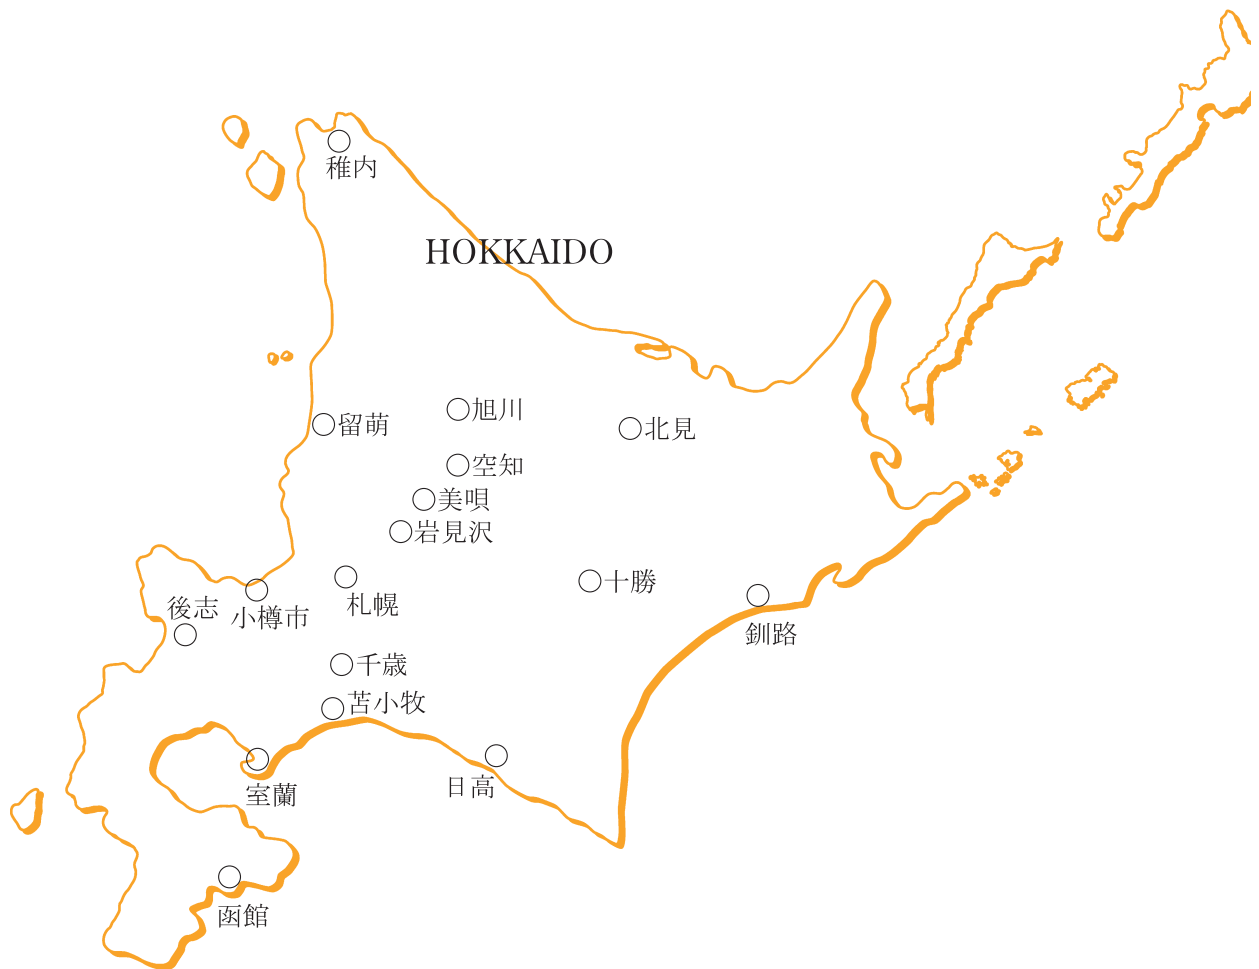 稚内
HOKKAIDO
旭川
留萌
北見
空知
美唄
岩見沢
十勝
札幌
後志
小樽市
釧路
千歳
苫小牧
日高
室蘭
函館